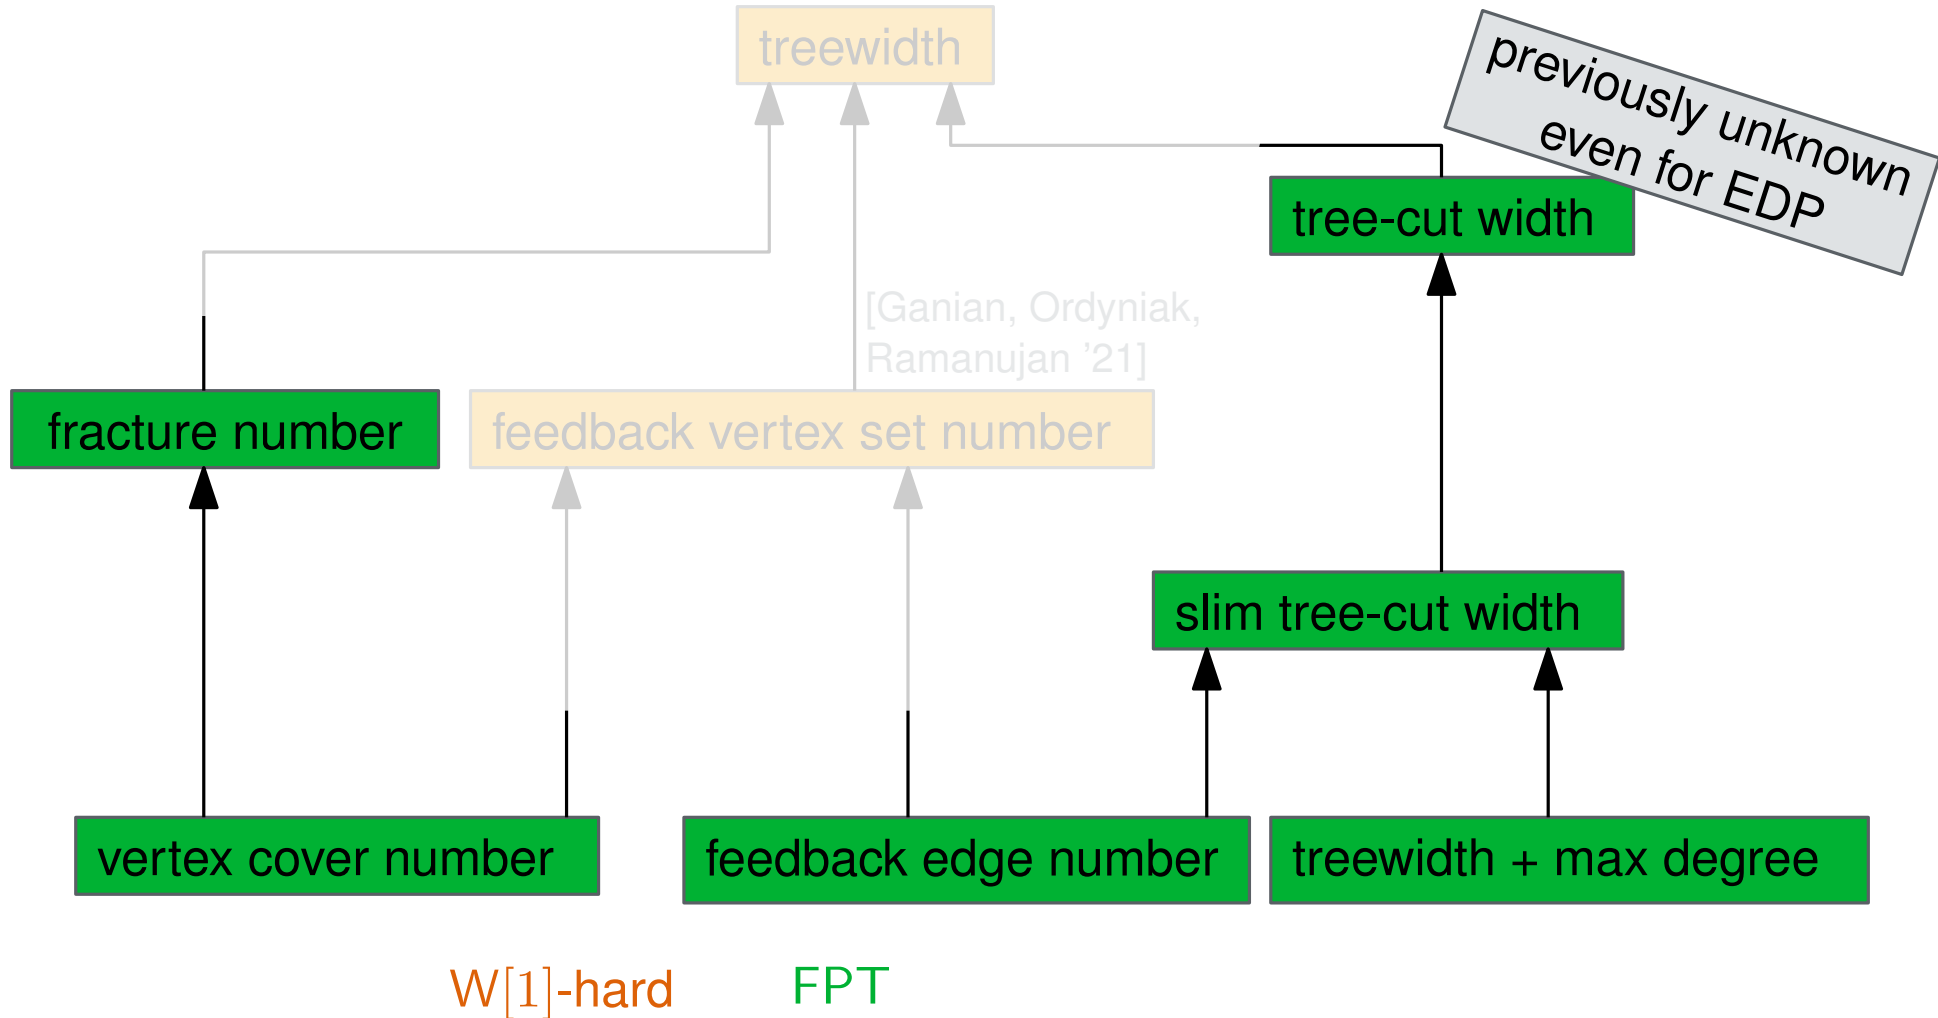 treewidth
previously unknown
even for EDP
tree-cut width
[Ganian, Ordyniak,
Ramanujan ’21]
fracture number
feedback vertex set number
slim tree-cut width
vertex cover number
feedback edge number
treewidth + max degree
W[1]-hard
FPT